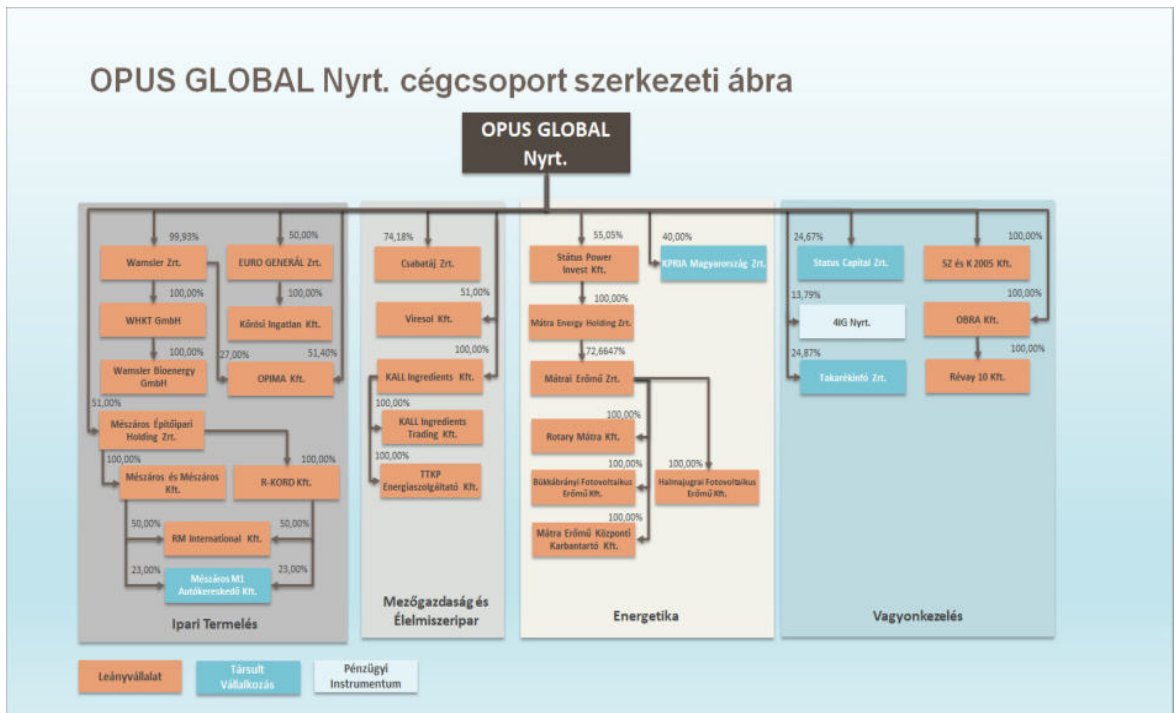 OPUS GLOBAL Nyrt. cégcsoport szerkezeti ábra
OPUS GLOBAL
Nyrt.
99,93%
Wamsler Zrt.
100,00%
WHKT GmbH
100,00%
Wamsler Bioenergy
GmbH
50,00%
EURO GENERÁL Zrt.
100,00%
Kőrösi Ingatlan Kft.
27,00%
51,40%
OPIMA Kft.
51,00%
Mészáros Építőipari
Holding Zrt.
100,00%
Mészáros és Mészáros
Kft.
100,00%
R-KORD Kft.
50,00%
50,00%
RM International Kft.
23,00%
23,00%
Mészáros M1
Autókereskedő Kft.
Ipari Termelés
74,18%
Csabatáj Zrt.
51,00%
Viresol Kft.
100,00%
KALL Ingredients Kft.
100,00%
KALL Ingredients
Trading Kft.
100,00%
TTKP
Energiaszolgáltató Kft.
Mezőgazdaság és
Élelmiszeripar
55,05%
Státus Power
Invest Kft.
40,00%
KPRIA Magyarország Zrt.
100,00%
Mátra Energy Holding Zrt.
72,6647%
Mátrai Erőmű Zrt.
100,00%
Rotary Mátra Kft.
100,00%
Bükkábrányi Fotovoltaikus
Erőmű Kft.
100,00%
Halmajugrai Fotovoltaikus
Erőmű Kft.
100,00%
Mátra Erőmű Központi
Karbantartó Kft.
Energetika
24,67%
Status Capital Zrt.
13,79%
4iG Nyrt.
24,87%
Takarékinfó Zrt.
100,00%
SZ és K 2005 Kft.
100,00%
OBRA Kft.
100,00%
Révay 10 Kft.
Vagyonkezelés
Leányvállalat
Társult
Vállalkozás
Pénzügyi
Instrumentum